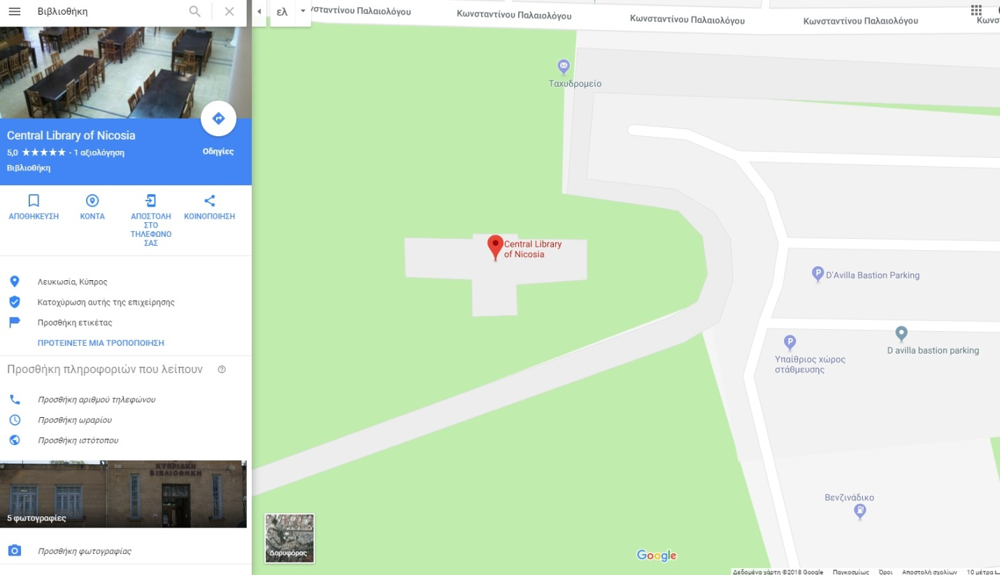 Βιβλιοθήκη
Central Library of Nicosia
5,0 ★★★★★ · 1 αξιολόγηση
Οδηγίες
Βιβλιοθήκη
ΑΠΟΘΗΚΕΥΣΗ
ΚΟΝΤΑ
ΑΠΟΣΤΟΛΗ
ΣΤΟ
ΤΗΛΕΦΩΝΟ
ΣΑΣ
ΚΟΙΝΟΠΟΙΗΣΗ
Λευκωσία, Κύπρος
Κατοχύρωση αυτής της επιχείρησης
Προσθήκη ετικέτας
ΠΡΟΤΕΙΝΕΤΕ ΜΙΑ ΤΡΟΠΟΠΟΙΗΣΗ
Προσθήκη πληροφοριών που λείπουν
Προσθήκη αριθμού τηλεφώνου
Προσθήκη ωραρίου
Προσθήκη ιστότοπου
ΚΥΠΡΙΑΚΗ
ΒΙΒΛΙΟΘΗΚΗ
5 φωτογραφίες
Προσθήκη φωτογραφίας
ελ
Παλαιολόγου
Κωνσταντίνου Παλαιολόγου
Κωνσταντίνου Παλαιολόγου
Κωνσταντίνου Παλαιολόγου
Ταχυδρομείο
Central Library
of Nicosia
D'Avilla Bastion Parking
D avilla bastion parking
Υπαίθριος χώρος
στάθμευσης
Βενζινάδικο
Δορυφόρος
Google
Δεδομένα χάρτη ©2018 Google Παγκοσμίως Όροι Αποστολή σχολίων 10 μέτρα